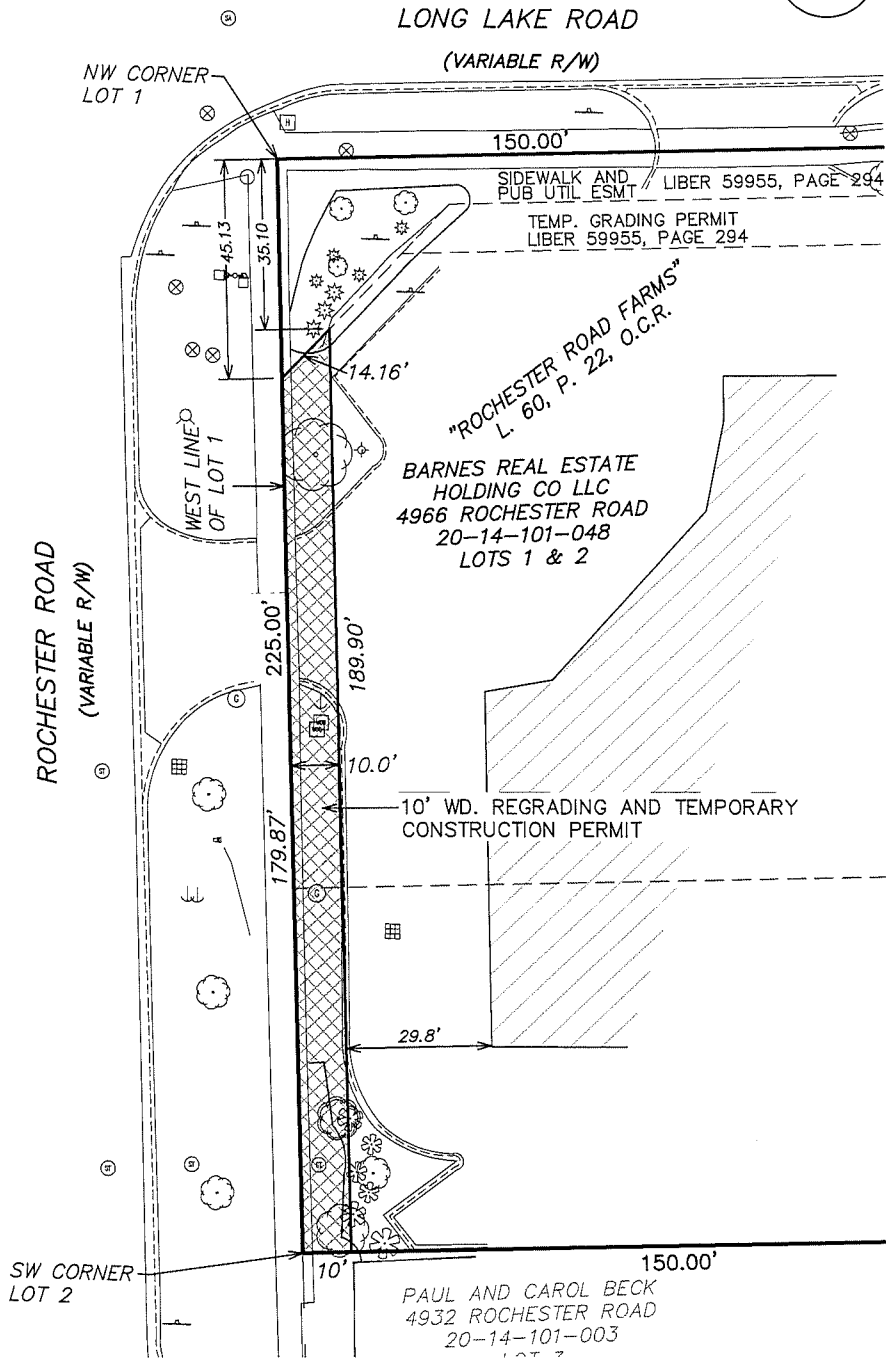 LONG LAKE ROAD
(VARIABLE R/W)
NW CORNER
LOT 1
H
150.00'
SIDEWALK AND
PUB UTIL ESMT
LIBER 59955, PAGE 294
TEMP. GRADING PERMIT
LIBER 59955, PAGE 294
45.13
35.10
14.16'
"ROCHESTER ROAD FARMS"
L. 60, P. 22, O.C.R.
WEST LINE
OF LOT 1
BARNES REAL ESTATE
HOLDING CO LLC
4966 ROCHESTER ROAD
20-14-101-048
LOTS 1 & 2
ROCHESTER ROAD
(VARIABLE R/W)
225.00'
189.90'
G
10.0'
10' WD. REGRADING AND TEMPORARY
CONSTRUCTION PERMIT
179.87'
G
29.8'
SW CORNER
LOT 2
10'
150.00'
PAUL AND CAROL BECK
4932 ROCHESTER ROAD
20-14-101-003